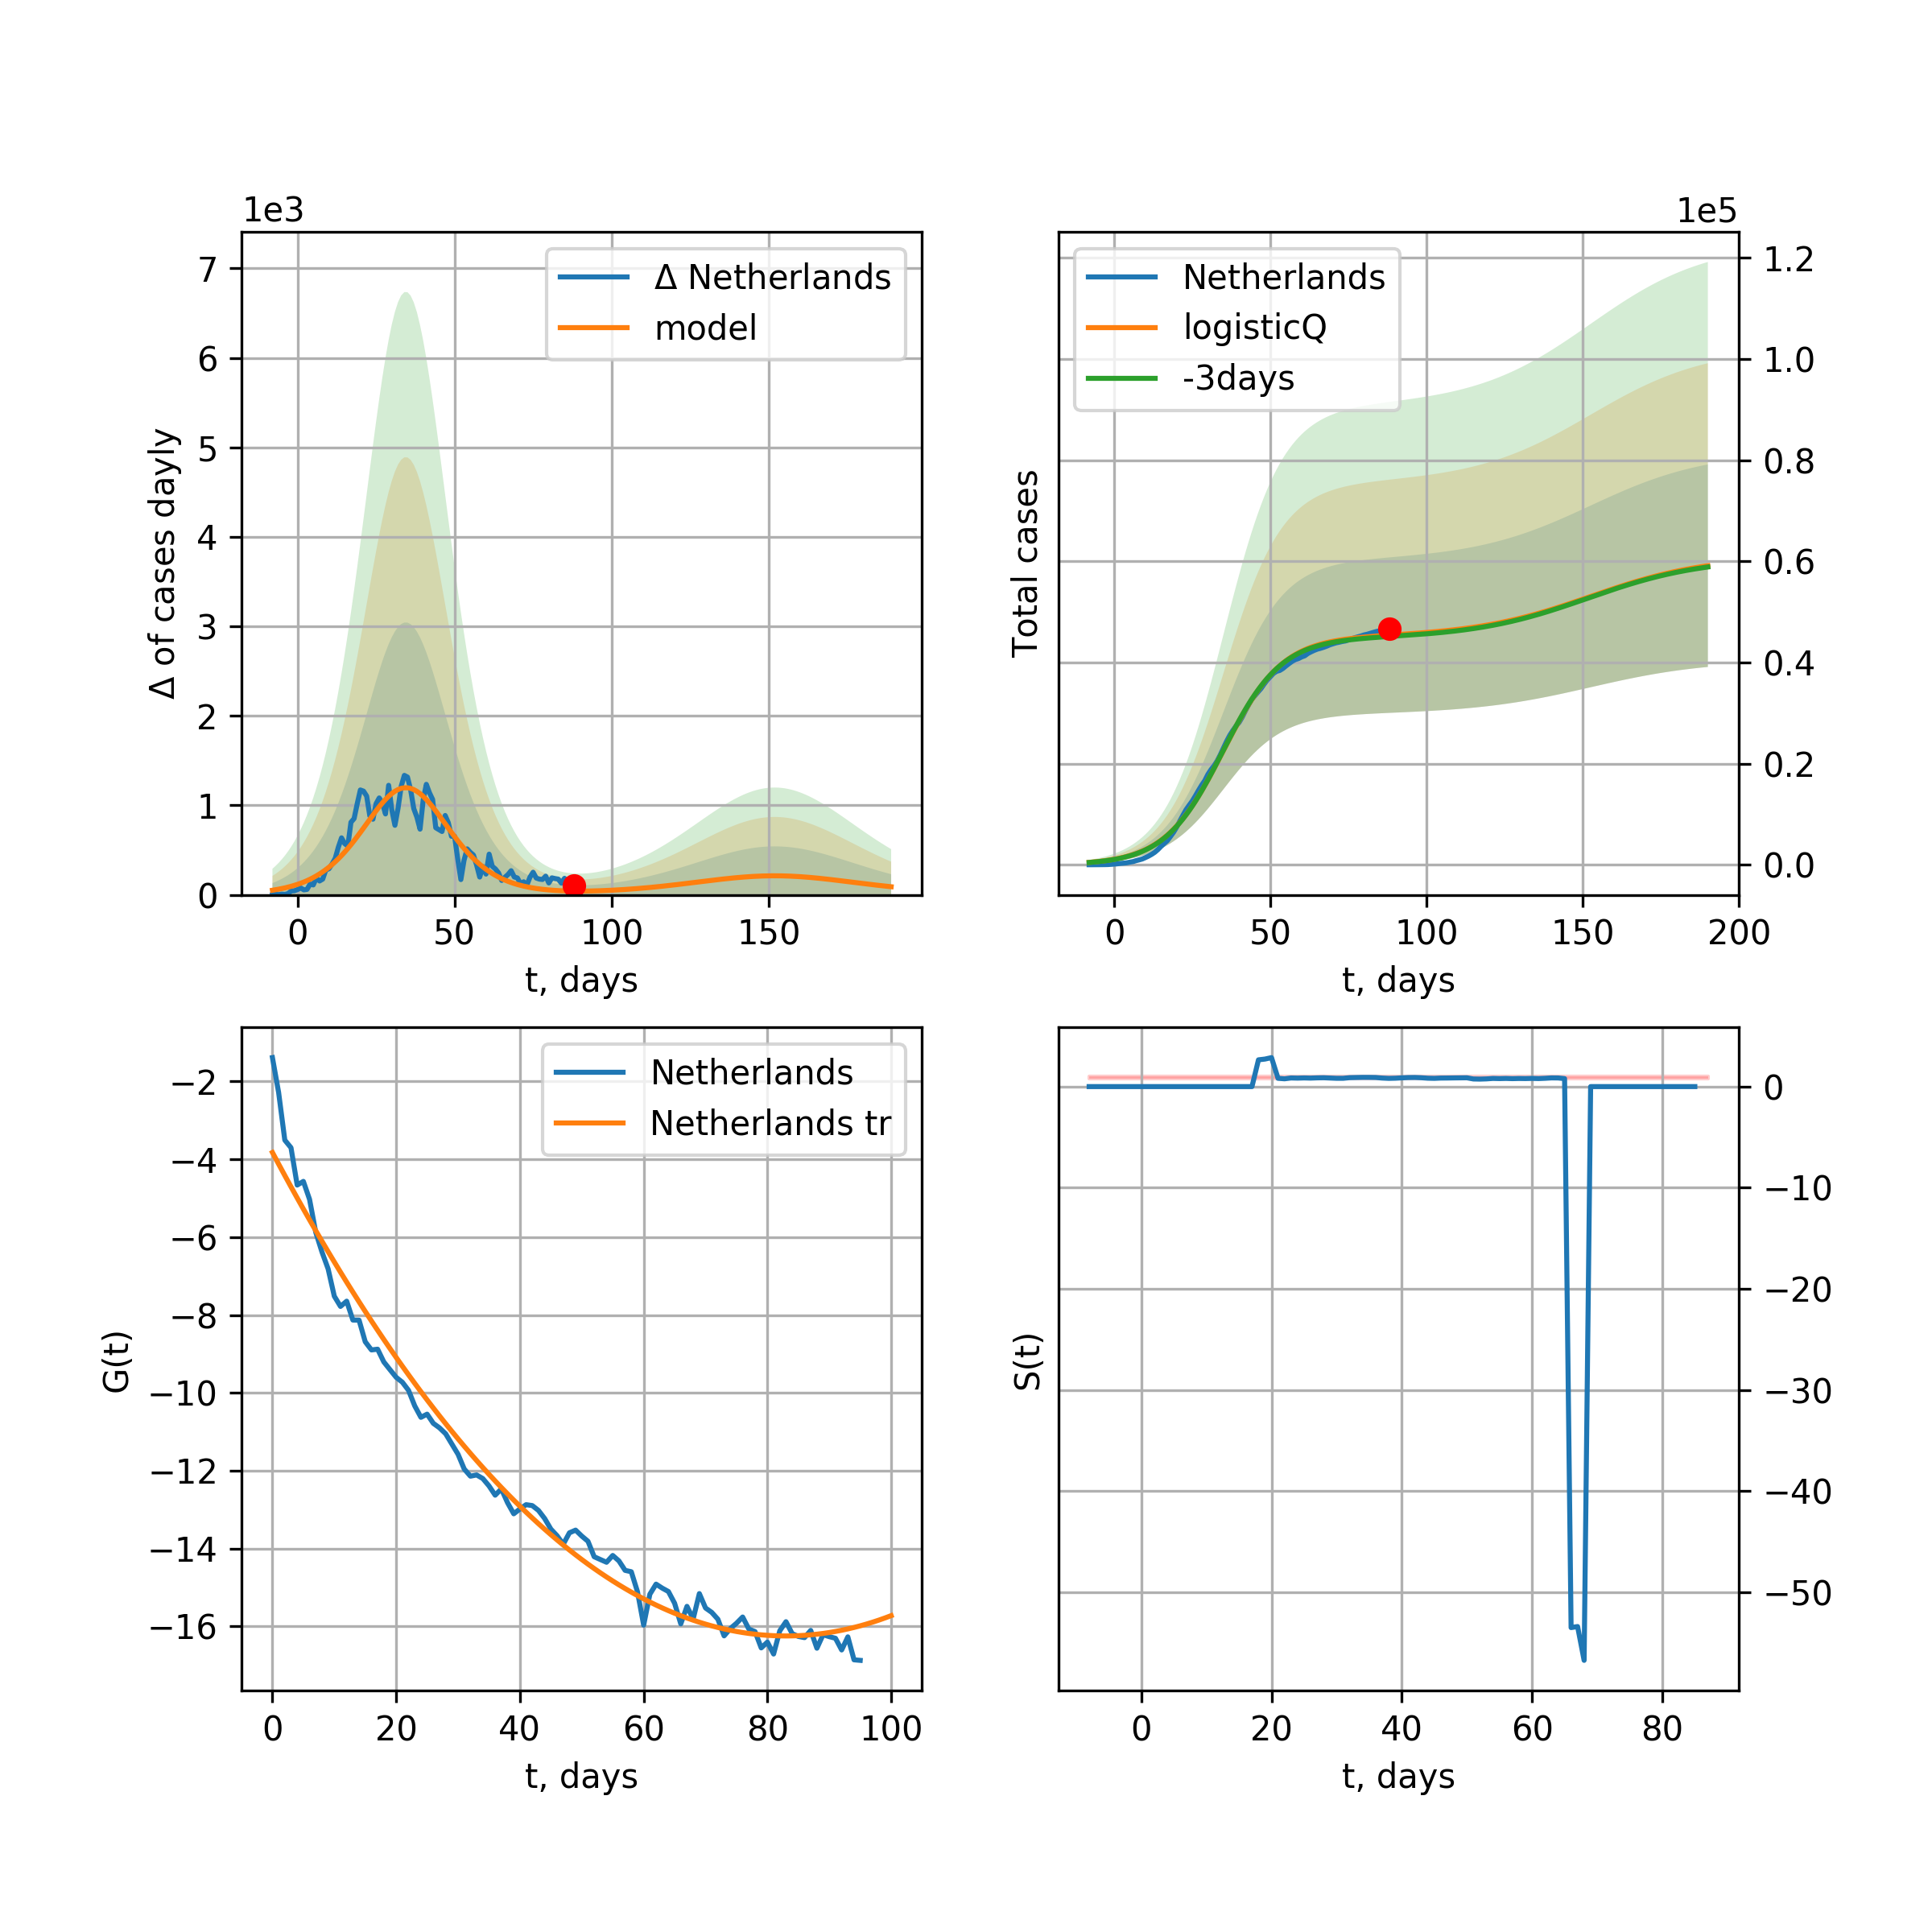 1e3
Δ of cases dayly
7
6
5
4
3
2
1
0
Δ Netherlands
model
0 50 100 150
t, days
1e5
Total cases
Netherlands
logisticQ
-3days
1.2
1.0
0.8
0.6
0.4
0.2
0.0
0 50 100 150 200
t, days
G(t)
−2
−4
−6
−8
−10
−12
−14
−16
Netherlands
Netherlands tr
0 20 40 60 80 100
t, days
S(t)
0
−10
−20
−30
−40
−50
0 20 40 60 80
t, days